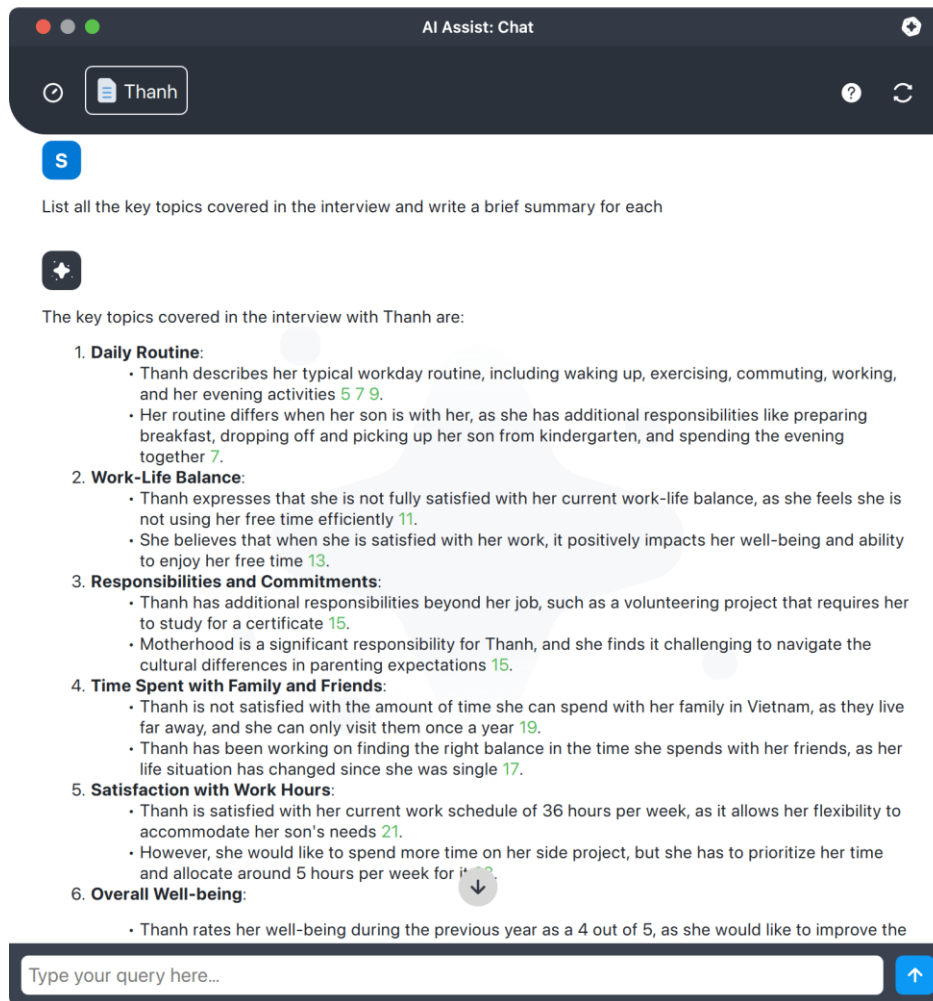 AI Assist: Chat
Thanh
?
S
List all the key topics covered in the interview and write a brief summary for each
The key topics covered in the interview with Thanh are:
1. Daily Routine:
• Thanh describes her typical workday routine, including waking up, exercising, commuting, working,
and her evening activities 5 7 9.
• Her routine differs when her son is with her, as she has additional responsibilities like preparing
breakfast, dropping off and picking up her son from kindergarten, and spending the evening
together 7.
2. Work-Life Balance:
• Thanh expresses that she is not fully satisfied with her current work-life balance, as she feels she is
not using her free time efficiently 11.
• She believes that when she is satisfied with her work, it positively impacts her well-being and ability
to enjoy her free time 13.
3. Responsibilities and Commitments:
• Thanh has additional responsibilities beyond her job, such as a volunteering project that requires her
to study for a certificate 15.
• Motherhood is a significant responsibility for Thanh, and she finds it challenging to navigate the
cultural differences in parenting expectations 15.
4. Time Spent with Family and Friends:
• Thanh is not satisfied with the amount of time she can spend with her family in Vietnam, as they live
far away, and she can only visit them once a year 19.
• Thanh has been working on finding the right balance in the time she spends with her friends, as her
life situation has changed since she was single 17.
5. Satisfaction with Work Hours:
• Thanh is satisfied with her current work schedule of 36 hours per week, as it allows her flexibility to
accommodate her son's needs 21.
• However, she would like to spend more time on her side project, but she has to prioritize her time
and allocate around 5 hours per week for
6. Overall Well-being:
• Thanh rates her well-being during the previous year as a 4 out of 5, as she would like to improve the
Type your query here...